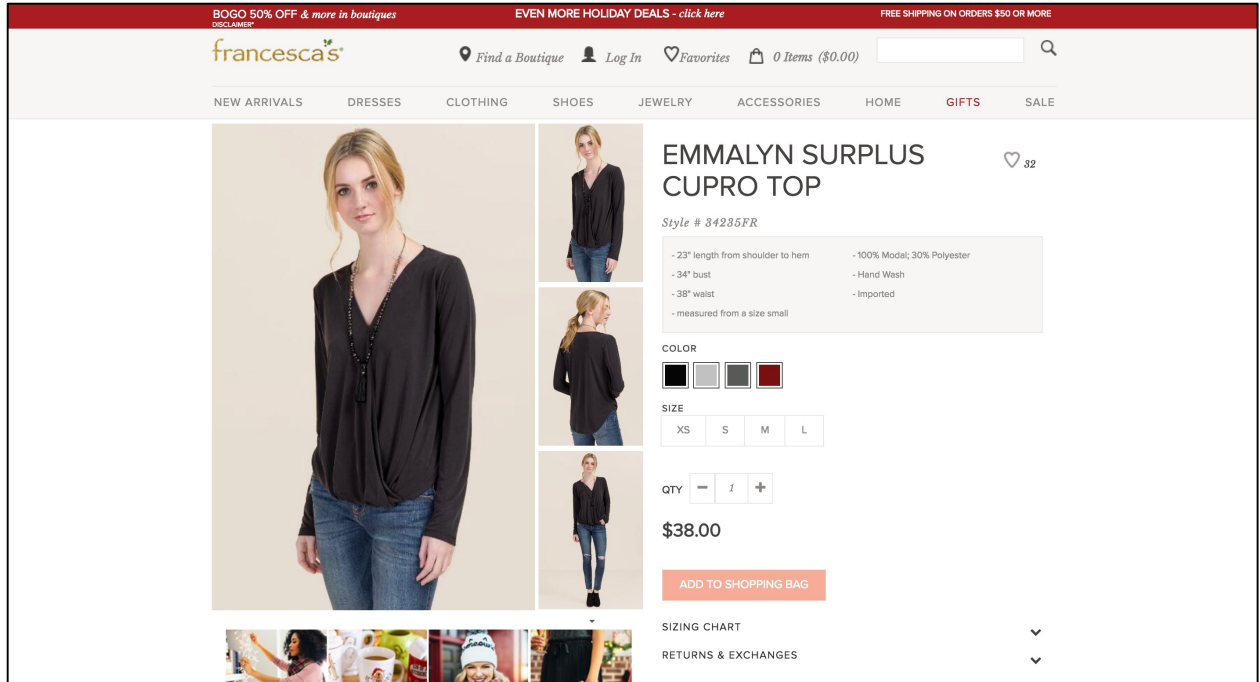 BOGO 50% OFF & more in boutiques
DISCLAIMER*
EVEN MORE HOLIDAY DEALS - click here
FREE SHIPPING ON ORDERS $50 OR MORE
francesca's®
Find a Boutique
Log In
Favorites
0 Items ($0.00)
NEW ARRIVALS
DRESSES
CLOTHING
SHOES
JEWELRY
ACCESSORIES
HOME
GIFTS
SALE
EMMALYN SURPLUS
CUPRO TOP
32
Style # 34235FR
- 23" length from shoulder to hem
- 34" bust
- 38" waist
- measured from a size small
- 100% Modal; 30% Polyester
- Hand Wash
- Imported
COLOR
SIZE
XS S M L
QTY 1
$38.00
ADD TO SHOPPING BAG
SIZING CHART
RETURNS & EXCHANGES